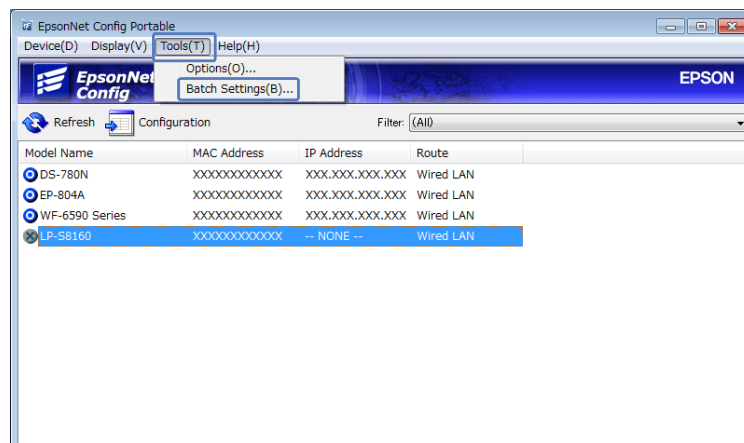 EpsonNet Config Portable
Device(D) Display(V) Tools(T) Help(H)
Options(O)...
Batch Settings(B)...
EpsonNet
Config
EPSON
Refresh Configuration Filter: (All)
Model Name MAC Address IP Address Route
DS-780N XXXXXXXXXXXX XXX.XXX.XXX.XXX Wired LAN
EP-804A XXXXXXXXXXXX XXX.XXX.XXX.XXX Wired LAN
WF-6590 Series XXXXXXXXXXXX XXX.XXX.XXX.XXX Wired LAN
LP-S8160 XXXXXXXXXXXX -- NONE -- Wired LAN